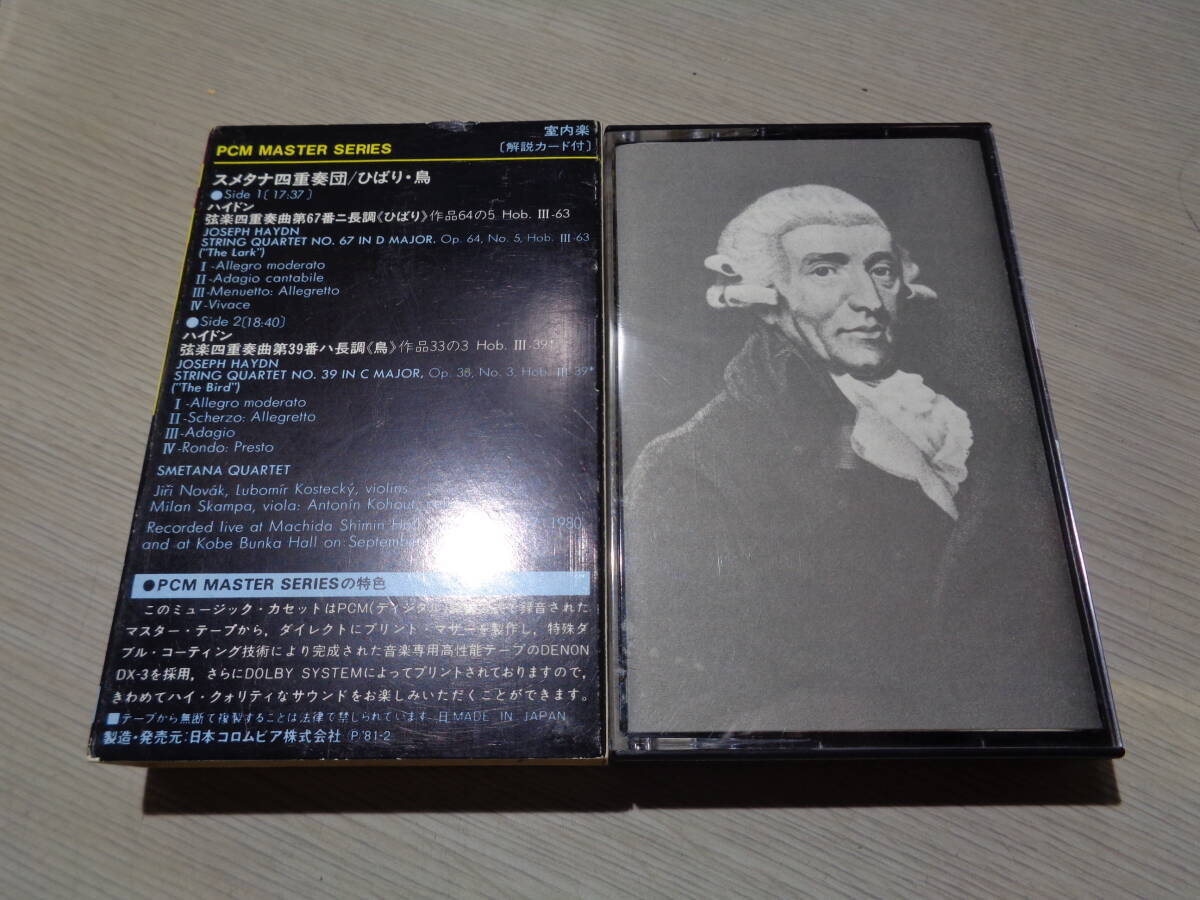 室内楽
PCM MASTER SERIES 〔解説カード付〕
スメタナ四重奏団/ひばり・鳥
●Side 1〔17:37〕
ハイドン
弦楽四重奏曲第67番ニ長調《ひばり》作品64の5 Hob. Ⅲ-63
JOSEPH HAYDN
STRING QUARTET NO. 67 IN D MAJOR, Op. 64, No. 5, Hob. Ⅲ-63
("The Lark")
Ⅰ-Allegro moderato
Ⅱ-Adagio cantabile
Ⅲ-Menuetto: Allegretto
Ⅳ-Vivace
●Side 2〔18:40〕
ハイドン
弦楽四重奏曲第39番ハ長調《鳥》作品33の3 Hob. Ⅲ-39*
JOSEPH HAYDN
STRING QUARTET NO. 39 IN C MAJOR, Op. 38, No. 3, Hob. Ⅲ-39*
("The Bird")
Ⅰ-Allegro moderato
Ⅱ-Scherzo: Allegretto
Ⅲ-Adagio
Ⅳ-Rondo: Presto
SMETANA QUARTET
Jiří Novák, Lubomír Kostecký, violins
Milan Skampa, viola: Antonín Kohout,
Recorded live at Machida Shimin Hall 1980
and at Kobe Bunka Hall on September
●PCM MASTER SERIESの特色
このミュージック・カセットはPCM(ディジタル) 録音された
マスター・テープから，ダイレクトにプリント・マザーを製作し，特殊ダ
ブル・コーティング技術により完成された音楽専用高性能テープのDENON
DX-3を採用，さらにDOLBY SYSTEMによってプリントされておりますので，
きわめてハイ・クォリティなサウンドをお楽しみいただくことができます。
■テープから無断で複製することは法律で禁じられています MADE IN JAPAN
製造・発売元：日本コロムビア株式会社 Ⓟ'81-2